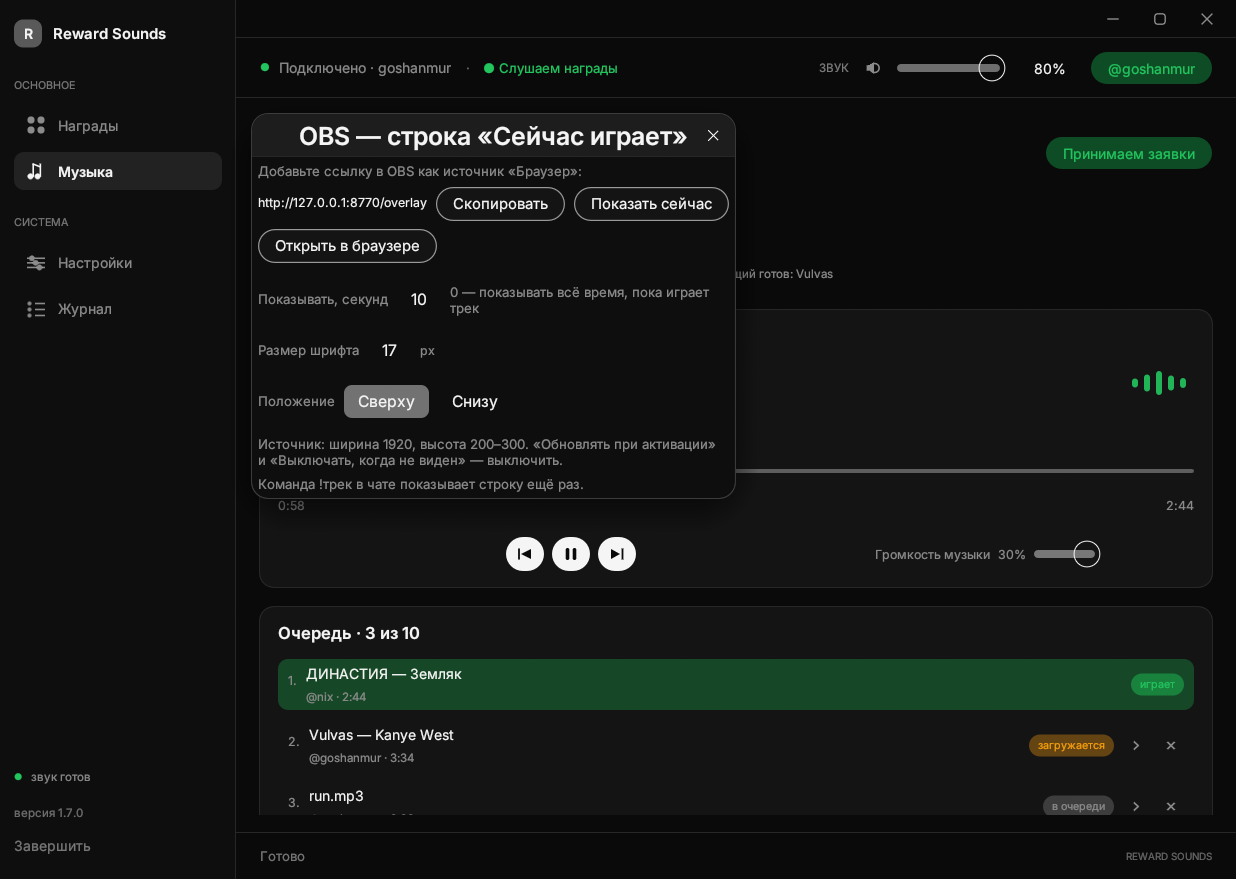 R Reward Sounds
ОСНОВНОЕ
Награды
Музыка
СИСТЕМА
Настройки
Журнал
звук готов
версия 1.7.0
Завершить
Подключено · goshanmur · Слушаем награды
ЗВУК 80% @goshanmur
Принимаем заявки
OBS — строка «Сейчас играет»
Добавьте ссылку в OBS как источник «Браузер»:
http://127.0.0.1:8770/overlay Скопировать Показать сейчас
Открыть в браузере
Показывать, секунд 10 0 — показывать всё время, пока играет
трек
Размер шрифта 17 px
Положение Сверху Снизу
Источник: ширина 1920, высота 200–300. «Обновлять при активации»
и «Выключать, когда не виден» — выключить.
Команда !трек в чате показывает строку ещё раз.
готов: Vulvas
0:58 2:44
Громкость музыки 30%
Очередь · 3 из 10
1. ДИНАСТИЯ — Земляк
@nix · 2:44
играет
2. Vulvas — Kanye West
@goshanmur · 3:34
загружается
3. run.mp3
в очереди
Готово
REWARD SOUNDS